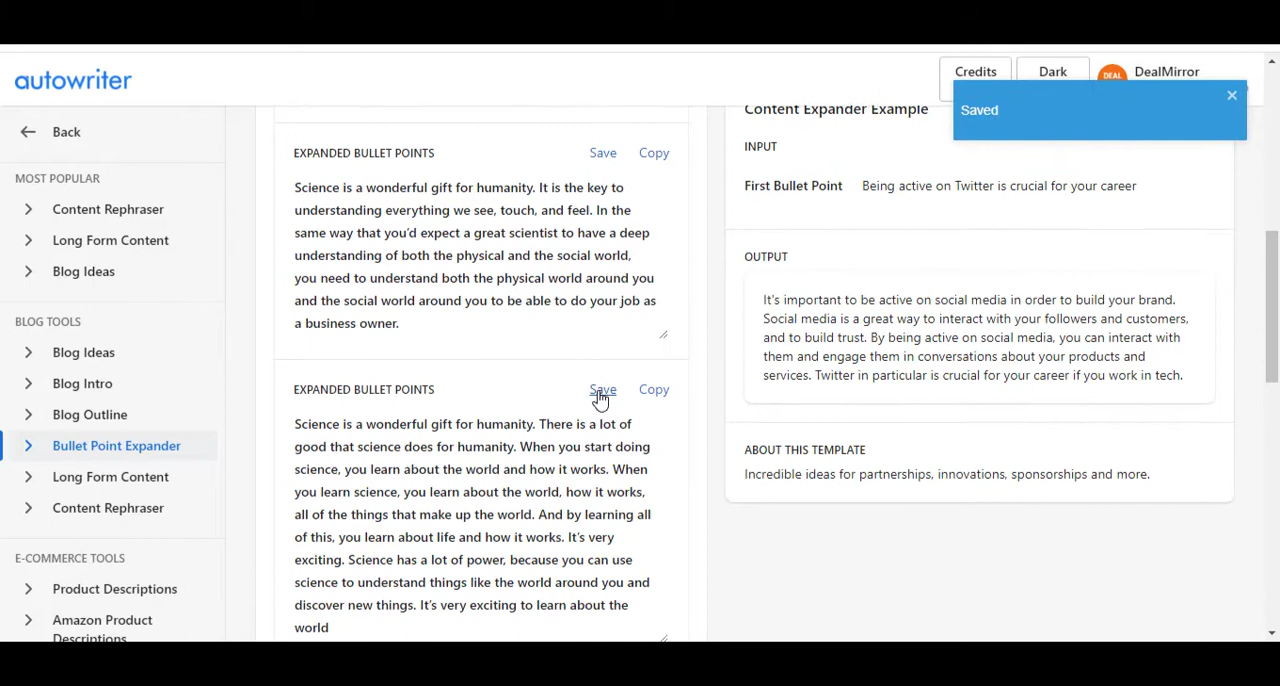 autowriter
Credits
Dark
DEAL
DealMirror
Saved
×
Back
MOST POPULAR
Content Rephraser
Long Form Content
Blog Ideas
BLOG TOOLS
Blog Ideas
Blog Intro
Blog Outline
Bullet Point Expander
Long Form Content
Content Rephraser
E-COMMERCE TOOLS
Product Descriptions
Amazon Product
Descriptions
EXPANDED BULLET POINTS
Save
Copy
Science is a wonderful gift for humanity. It is the key to
understanding everything we see, touch, and feel. In the
same way that you'd expect a great scientist to have a deep
understanding of both the physical and the social world,
you need to understand both the physical world around you
and the social world around you to be able to do your job as
a business owner.
EXPANDED BULLET POINTS
Save
Copy
Science is a wonderful gift for humanity. There is a lot of
good that science does for humanity. When you start doing
science, you learn about the world and how it works. When
you learn science, you learn about the world, how it works,
all of the things that make up the world. And by learning all
of this, you learn about life and how it works. It's very
exciting. Science has a lot of power, because you can use
science to understand things like the world around you and
discover new things. It's very exciting to learn about the
world
Content Expander Example
INPUT
First Bullet Point
Being active on Twitter is crucial for your career
OUTPUT
It's important to be active on social media in order to build your brand.
Social media is a great way to interact with your followers and customers,
and to build trust. By being active on social media, you can interact with
them and engage them in conversations about your products and
services. Twitter in particular is crucial for your career if you work in tech.
ABOUT THIS TEMPLATE
Incredible ideas for partnerships, innovations, sponsorships and more.